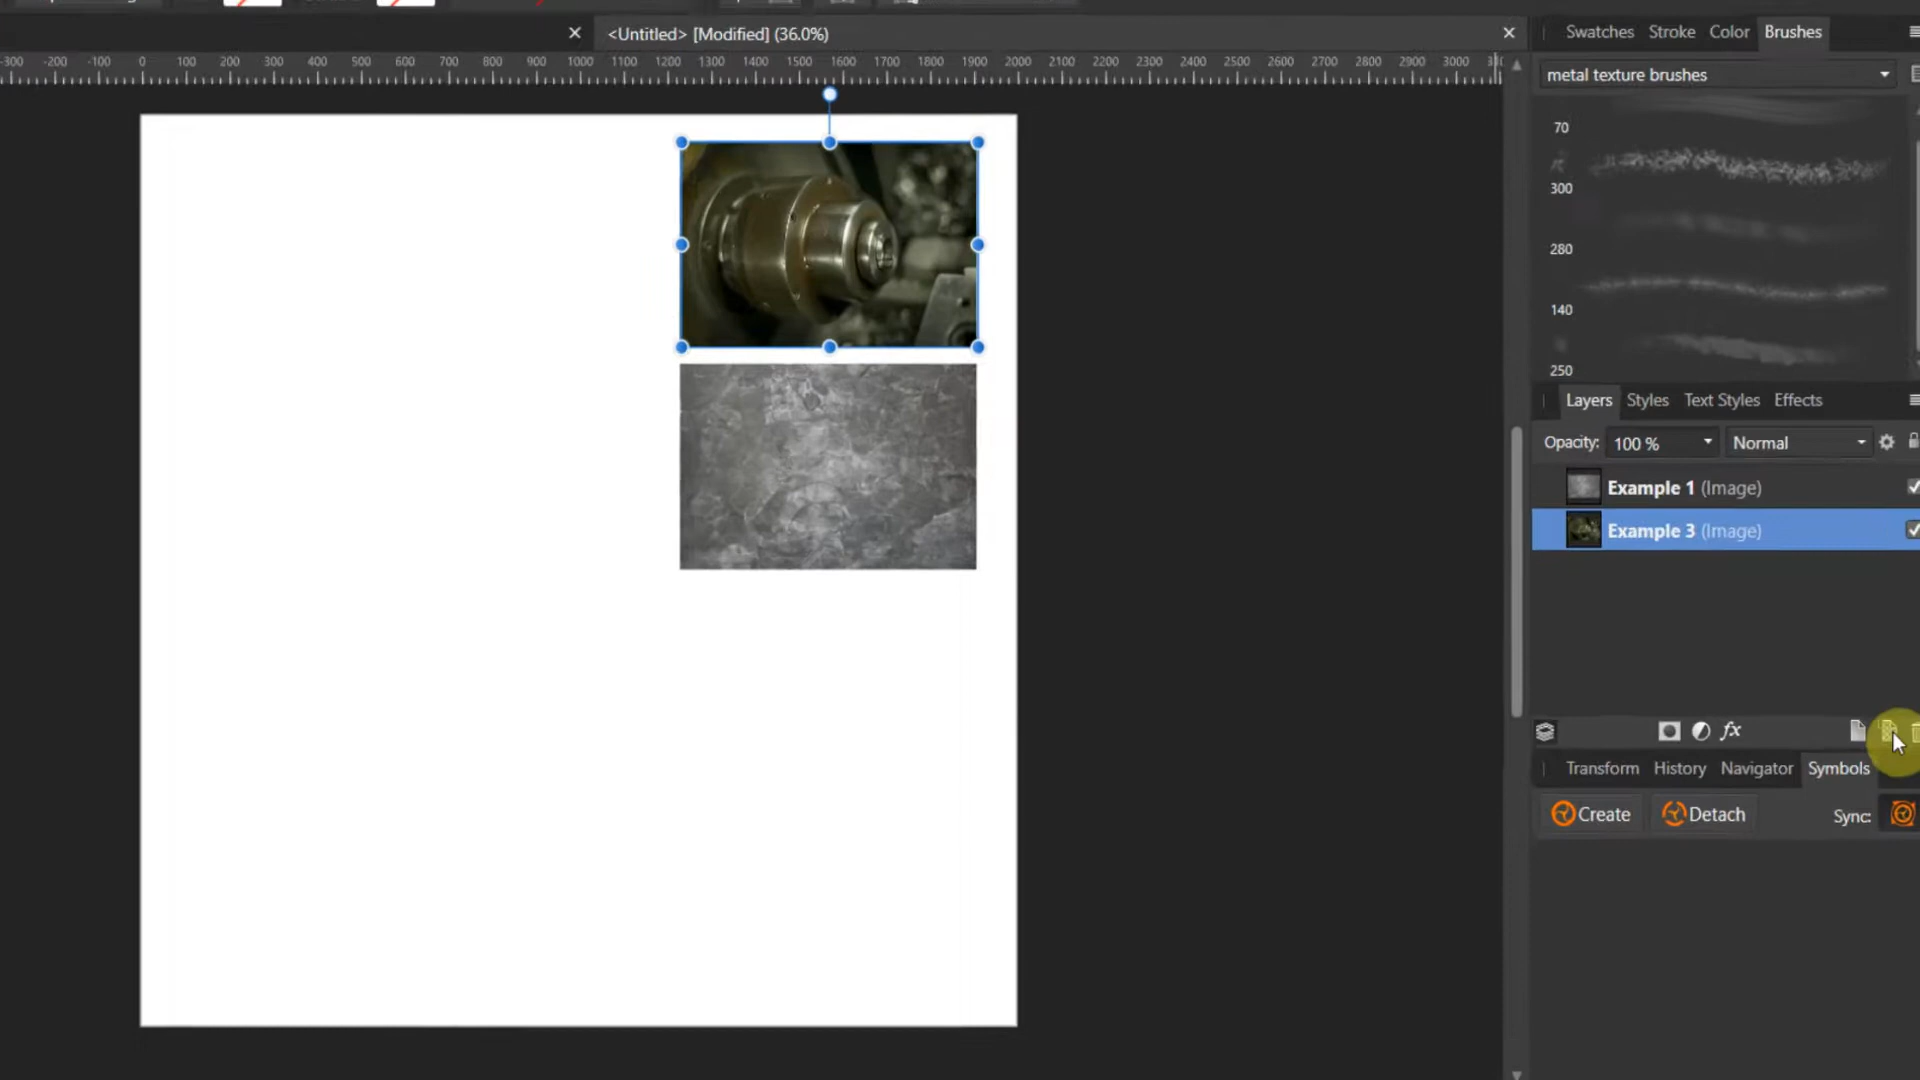 <Untitled> [Modified] (36.0%)
Swatches Stroke Color Brushes
-300 -200 -100 0 100 200 300 400 500 600 700 800 900 1000 1100 1200 1300 1400 1500 1600 1700 1800 1900 2000 2100 2200 2300 2400 2500 2600 2700 2800 2900 3000
metal texture brushes
70
300
280
140
250
Layers Styles Text Styles Effects
Opacity: 100 % Normal
Example 1 (Image)
Example 3 (Image)
fx
Transform History Navigator Symbols
Create Detach Sync: